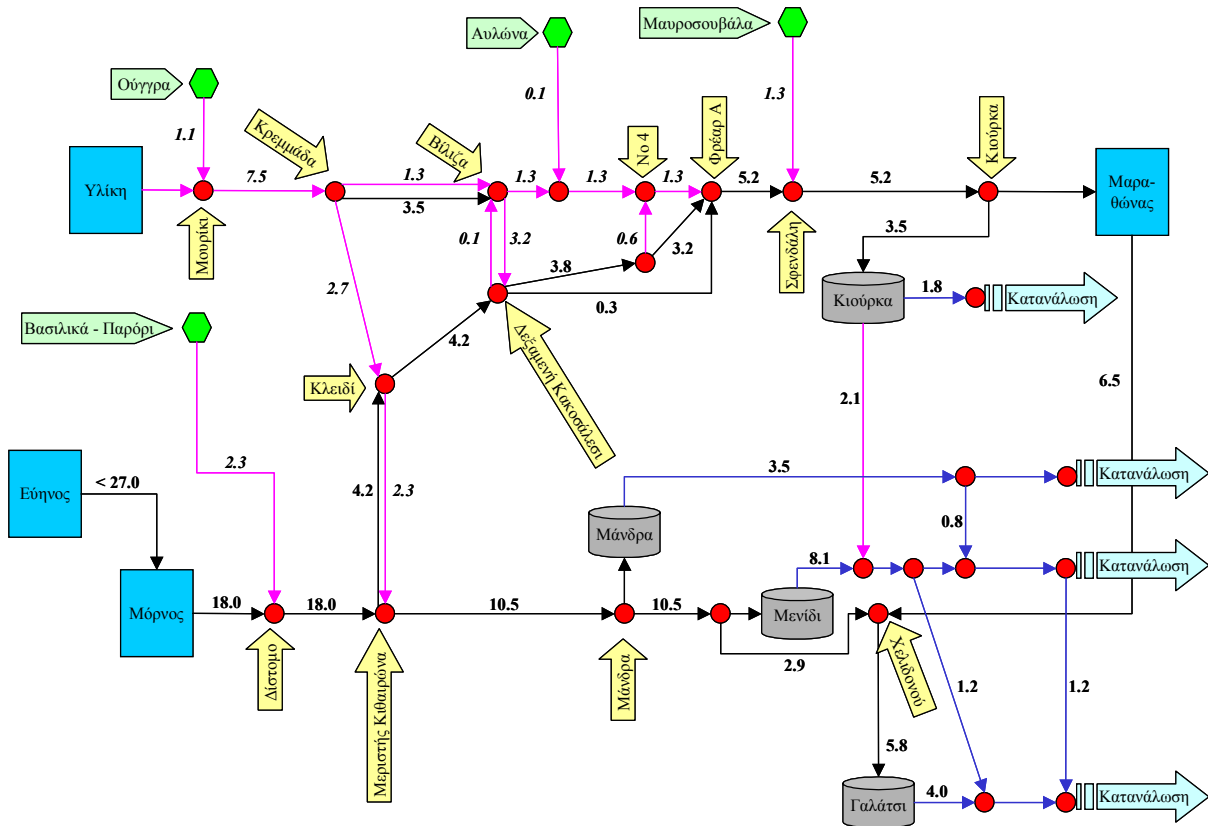 Αυλώνα
Μαυροσουβάλα
Ούγγρα
1.1
0.1
1.3
Κρεμμάδα
Βίλιζα
Νο 4
Φρέαρ Α
Κιούρκα
Υλίκη
7.5
1.3
3.5
1.3
1.3
1.3
5.2
5.2
Μαρα-
θώνας
Μουρίκι
0.1
3.2
0.6
3.2
Σφενδάλη
3.5
3.8
0.3
Κιούρκα
1.8
Κατανάλωση
2.7
Βασιλικά - Παρόρι
4.2
Δεξαμενή Κακοσάλεσι
Κλειδί
2.1
6.5
2.3
Εύηνος
< 27.0
4.2
2.3
3.5
Κατανάλωση
Μάνδρα
0.8
8.1
Κατανάλωση
Μόρνος
18.0
18.0
10.5
10.5
Μενίδι
2.9
Δίστομο
Μεριστής Κιθαιρώνα
Μάνδρα
Χελιδονού
1.2
1.2
5.8
Γαλάτσι
4.0
Κατανάλωση